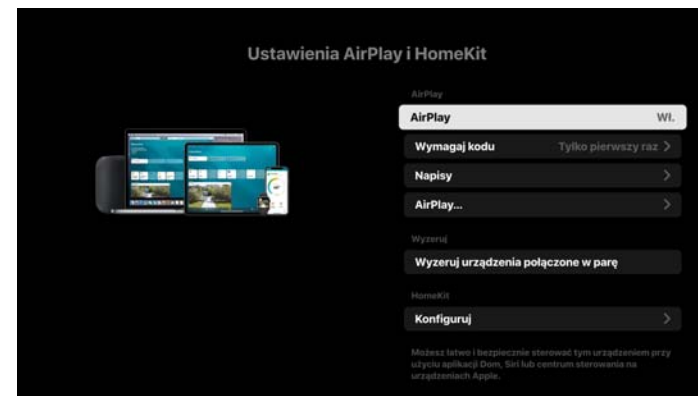 Ustawienia AirPlay i HomeKit
AirPlay
AirPlay Wł.
Wymagaj kodu Tylko pierwszy raz
Napisy
AirPlay...
Wyzeruj
Wyzeruj urządzenia połączone w parę
HomeKit
Konfiguruj
Możesz łatwo i bezpiecznie sterować tym urządzeniem przy
użyciu aplikacji Dom, Siri lub centrum sterowania na
urządzeniach Apple.